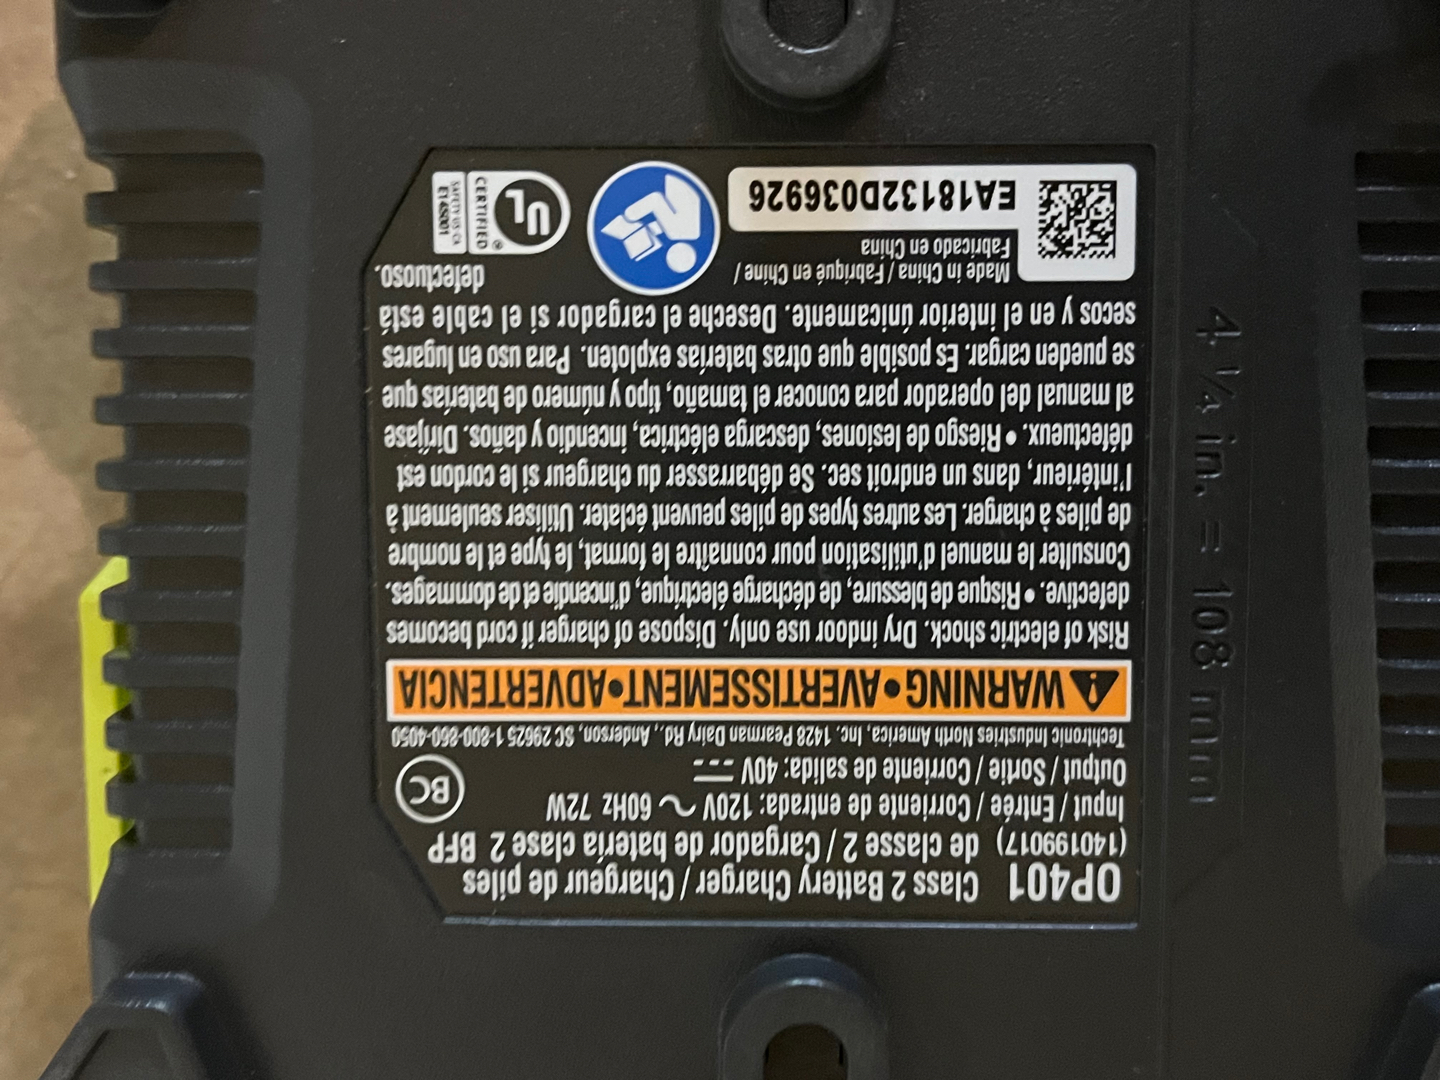 OP401 Class 2 Battery Charger / Chargeur de piles
(140199017) de classe 2 / Cargador de batería clase 2 BFP
Input / Entrée / Corriente de entrada: 120V ~ 60Hz 72W
Output / Sortie / Corriente de salida: 40V ⎓
BC
Techtronic Industries North America, Inc. 1428 Pearman Dairy Rd., Anderson, SC 29625 1-800-860-4050
WARNING•AVERTISSEMENT•ADVERTENCIA
Risk of electric shock. Dry indoor use only. Dispose of charger if cord becomes
defective. • Risque de blessure, de décharge électrique, d'incendie et de dommages.
Consulter le manuel d'utilisation pour connaître le format, le type et le nombre
de piles à charger. Les autres types de piles peuvent éclater. Utiliser seulement à
l'intérieur, dans un endroit sec. Se débarrasser du chargeur si le cordon est
défectueux. • Riesgo de lesiones, descarga eléctrica, incendio y daños. Diríjase
al manual del operador para conocer el tamaño, tipo y número de baterías que
se pueden cargar. Es posible que otras baterías exploten. Para uso en lugares
secos y en el interior únicamente. Deseche el cargador si el cable está
defectuoso.
Made in China / Fabriqué en Chine /
Fabricado en China
EA18132D036926
UL
®
CERTIFIED
SAFETY US-CA
E145001
4 1/4 in. = 108 mm